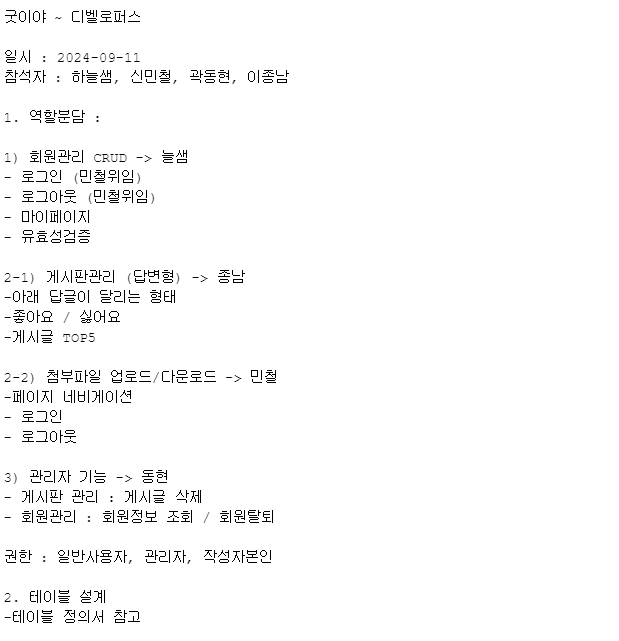 굿이야 ~ 디벨로퍼스
일시 : 2024-09-11
참석자 : 하늘샘, 신민철, 곽동현, 이종남
1. 역할분담 :
1) 회원관리 CRUD -> 늘샘
- 로그인 (민철위임)
- 로그아웃 (민철위임)
- 마이페이지
- 유효성검증
2-1) 게시판관리 (답변형) -> 종남
-아래 답글이 달리는 형태
-좋아요 / 싫어요
-게시글 TOP5
2-2) 첨부파일 업로드/다운로드 -> 민철
-페이지 네비게이션
- 로그인
- 로그아웃
3) 관리자 기능 -> 동현
- 게시판 관리 : 게시글 삭제
- 회원관리 : 회원정보 조회 / 회원탈퇴
권한 : 일반사용자, 관리자, 작성자본인
2. 테이블 설계
-테이블 정의서 참고